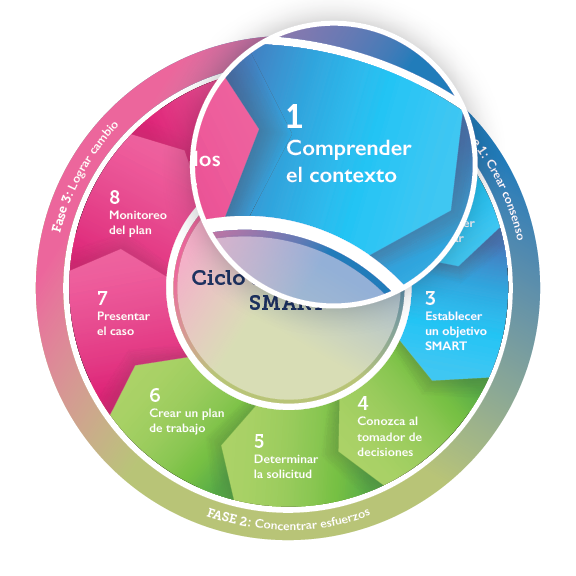 1
Comprender
el contexto
los
Fase 3: Lograr cambio
1: Crear consenso
8
Monitoreo
del plan
Ciclo
SMART
3
Establecer
un objetivo
SMART
7
Presentar
el caso
6
Crear un plan
de trabajo
4
Conozca al
tomador de
decisiones
5
Determinar
la solicitud
FASE 2: Concentrar esfuerzos